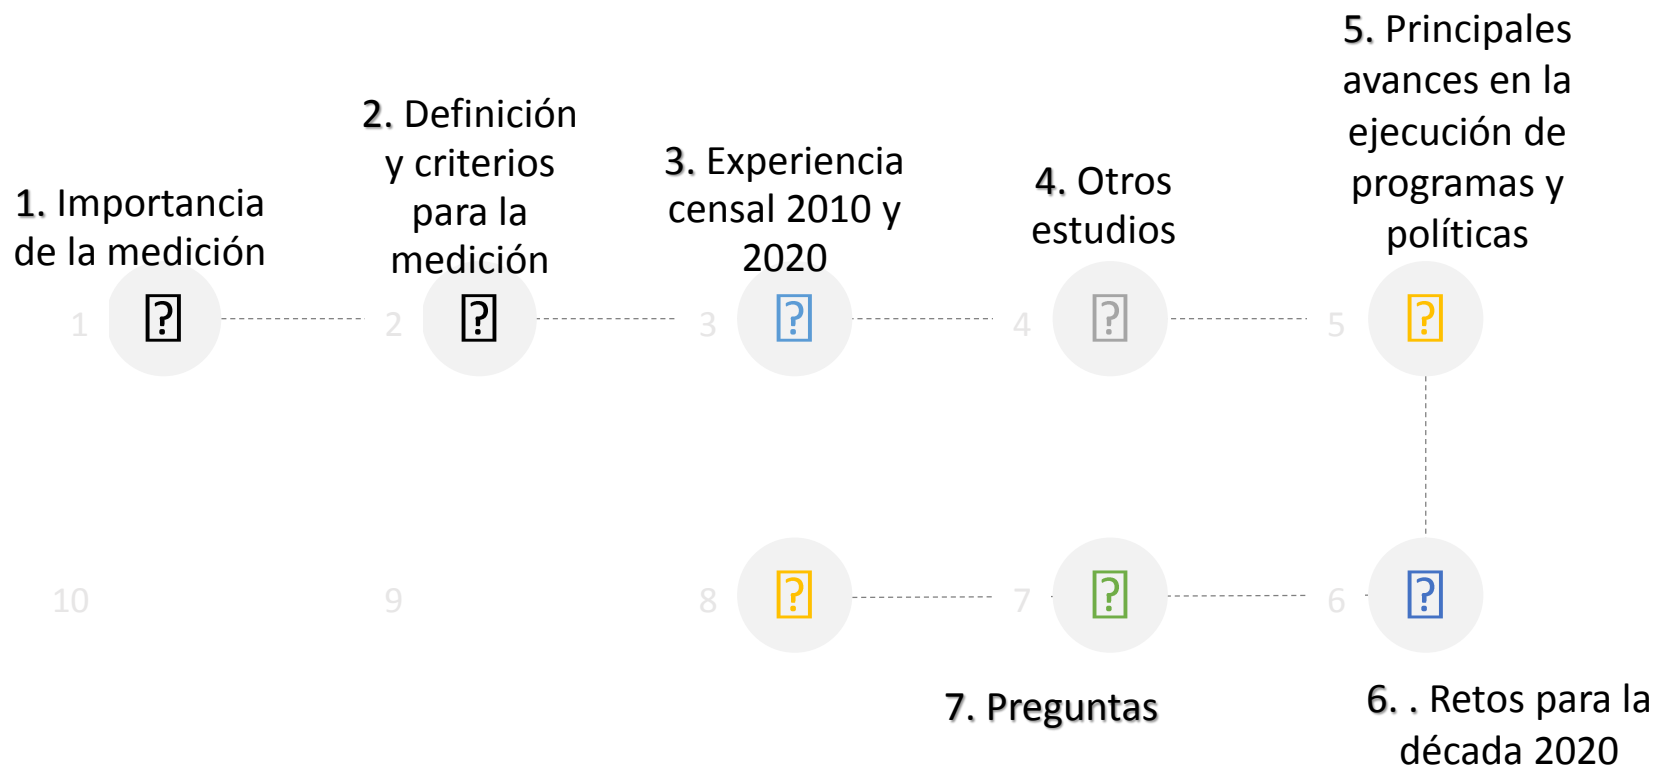 1. Importancia
de la medición
2. Definición
y criterios
para la
medición
3. Experiencia
censal 2010 y
2020
4. Otros
estudios
5. Principales
avances en la
ejecución de
programas y
políticas
1
?
2
?
3
?
4
?
5
?
10
9
8
?
7
?
6
?
7. Preguntas
6. . Retos para la
década 2020